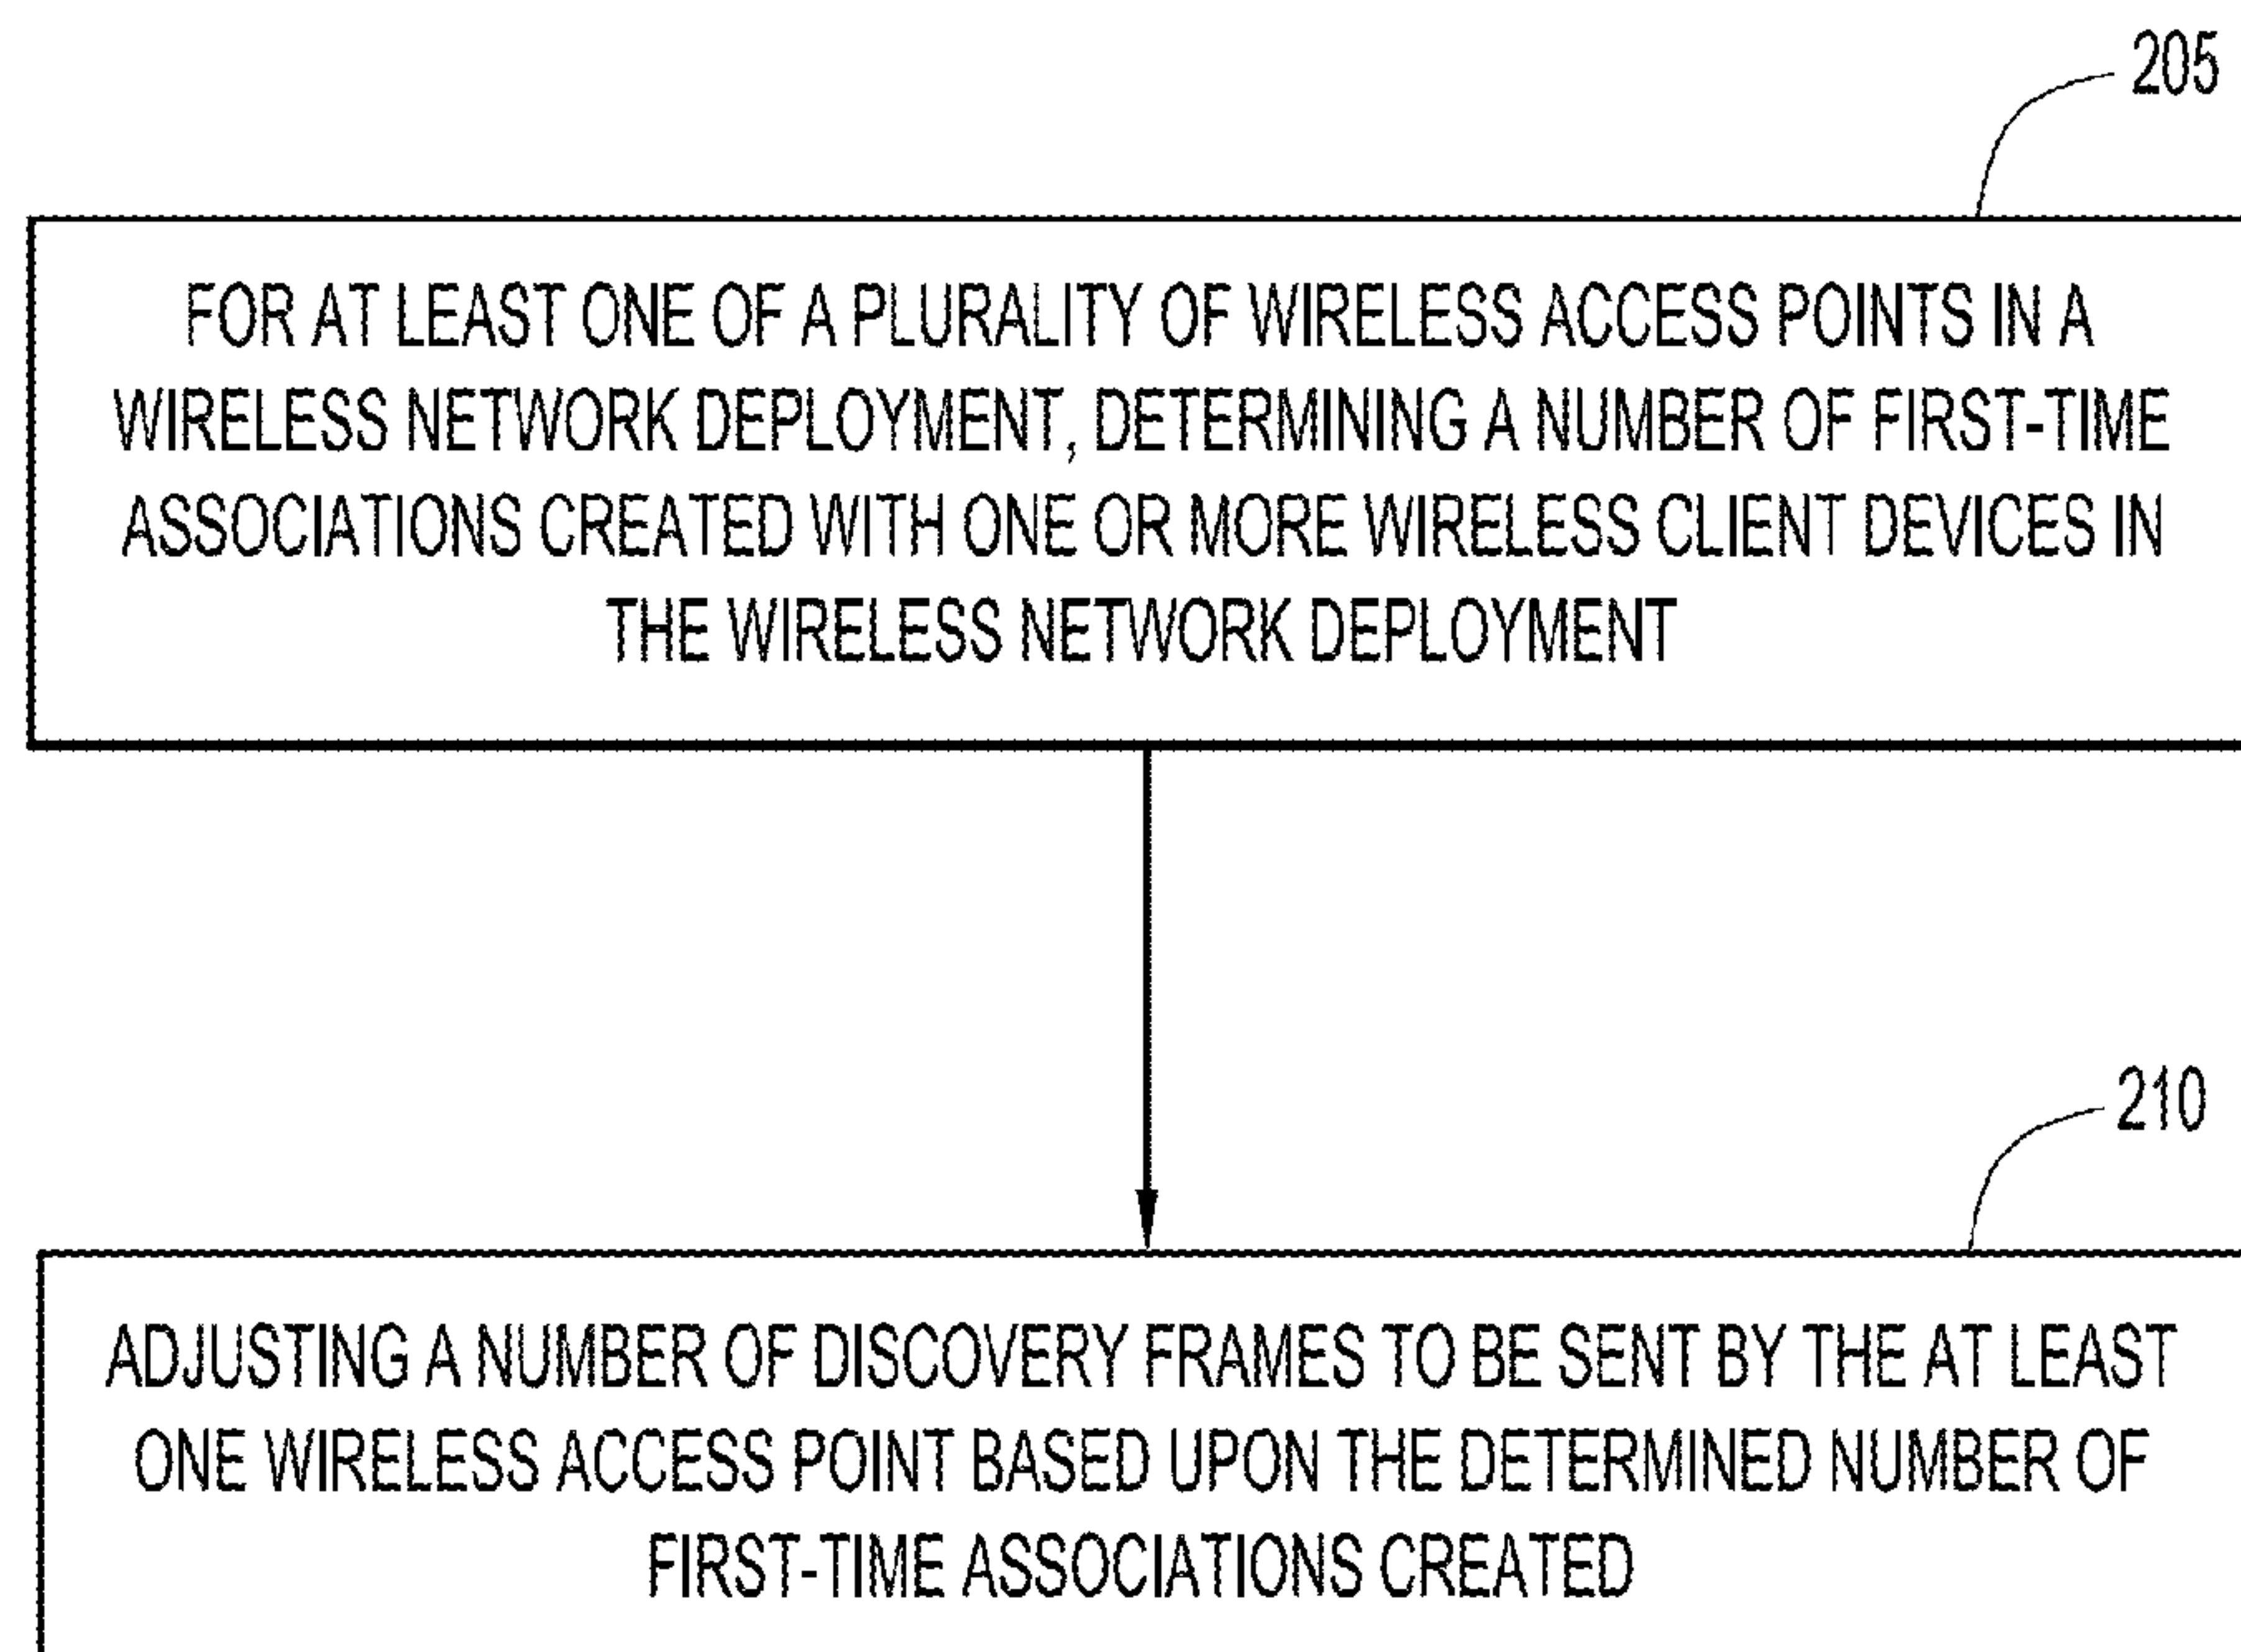 205
FOR AT LEAST ONE OF A PLURALITY OF WIRELESS ACCESS POINTS IN A
WIRELESS NETWORK DEPLOYMENT, DETERMINING A NUMBER OF FIRST-TIME
ASSOCIATIONS CREATED WITH ONE OR MORE WIRELESS CLIENT DEVICES IN
THE WIRELESS NETWORK DEPLOYMENT
210
ADJUSTING A NUMBER OF DISCOVERY FRAMES TO BE SENT BY THE AT LEAST
ONE WIRELESS ACCESS POINT BASED UPON THE DETERMINED NUMBER OF
FIRST-TIME ASSOCIATIONS CREATED